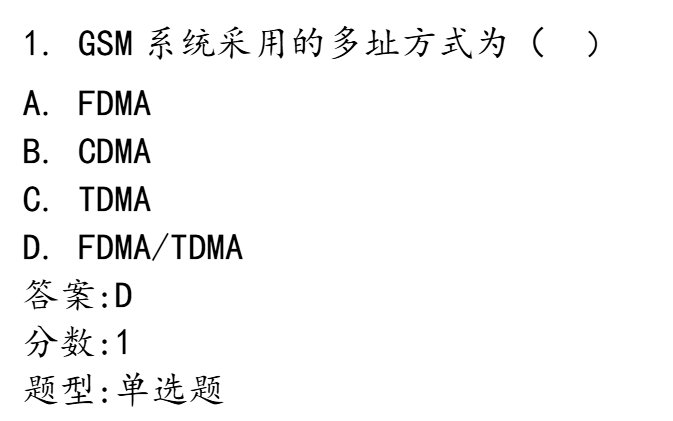 1. GSM 系统采用的多址方式为（　）
A. FDMA
B. CDMA
C. TDMA
D. FDMA/TDMA
答案:D
分数:1
题型:单选题